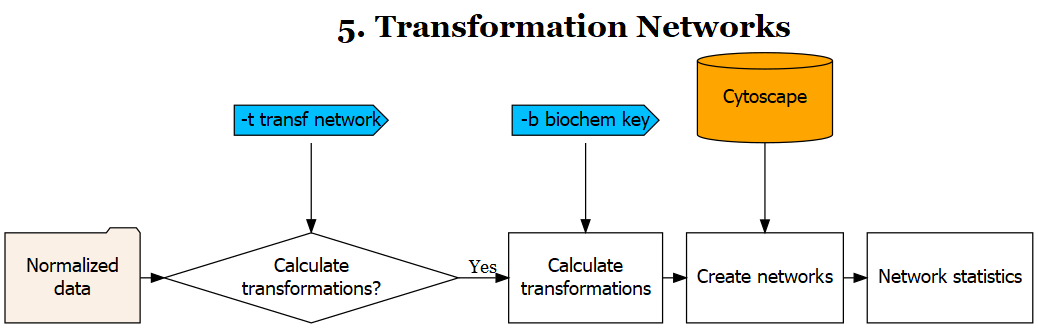 5. Transformation Networks
Cytoscape
-t transf network
-b biochem key
Normalized
data
Calculate
transformations?
Yes
Calculate
transformations
Create networks
Network statistics